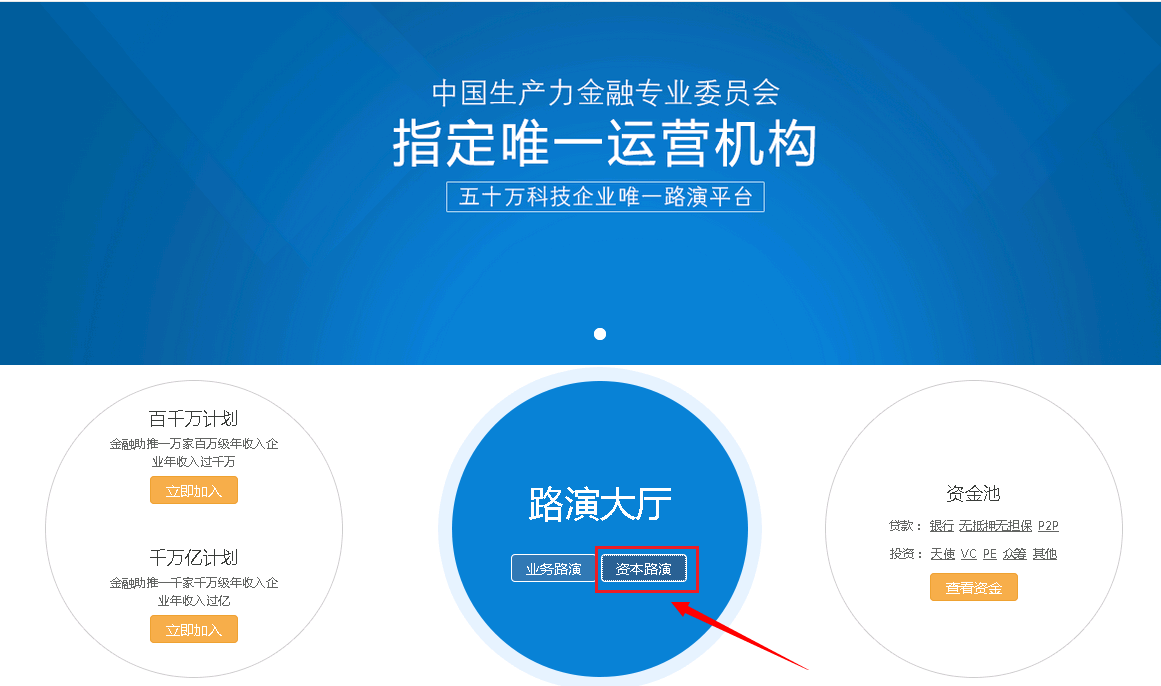 中国生产力金融专业委员会
指定唯一运营机构
五十万科技企业唯一路演平台
百千万计划
金融助推一万家百万级年收入企
业年收入过千万
立即加入
千万亿计划
金融助推一千家千万级年收入企
业年收入过亿
立即加入
路演大厅
业务路演 资本路演
资金池
贷款： 银行 无抵押无担保 P2P
投资： 天使 VC PE 众筹 其他
查看资金